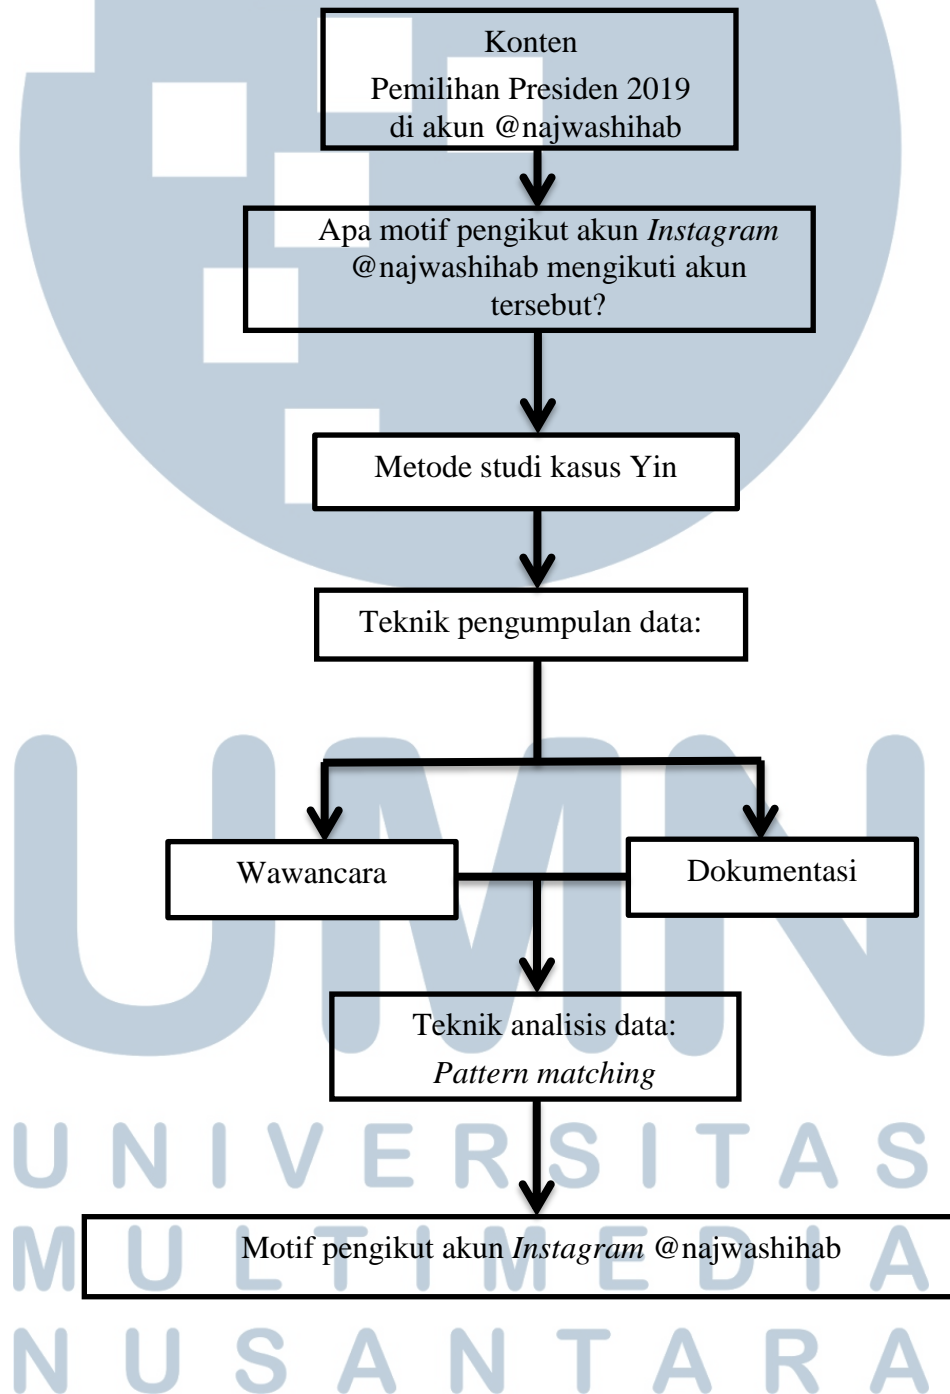 Konten
Pemilihan Presiden 2019
di akun @najwashihab
Apa motif pengikut akun Instagram
@najwashihab mengikuti akun
tersebut?
Metode studi kasus Yin
Teknik pengumpulan data:
Wawancara
Dokumentasi
Teknik analisis data:
Pattern matching
Motif pengikut akun Instagram @najwashihab
UMN
UNIVERSITAS
MULTIMEDIA
NUSANTARA